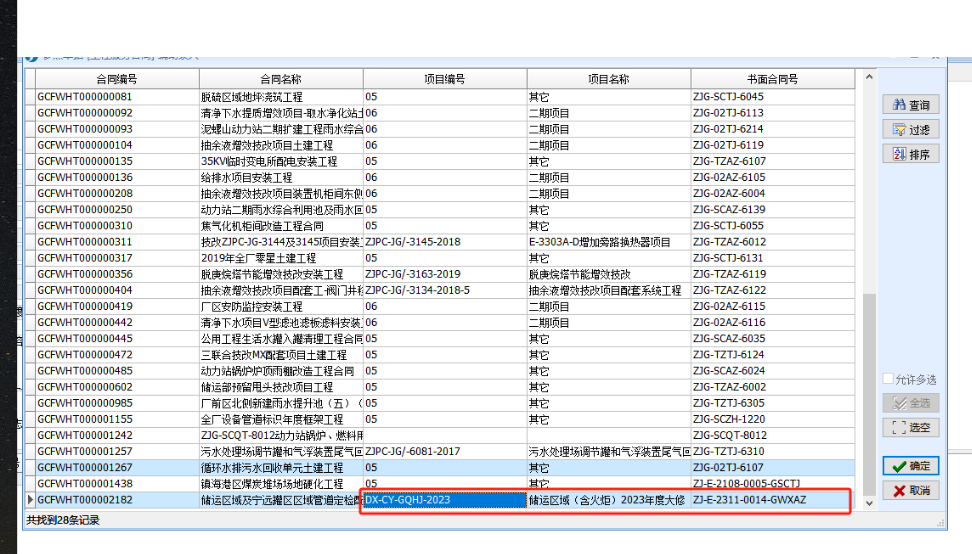 合同编号 合同名称 项目编号 项目名称 书面合同号
GCFWHT000000081 脱硫区域地坪浇筑工程 05 其它 ZJG-SCTJ-6045
GCFWHT000000092 清净下水提质增效项目-取水净化站土 06 二期项目 ZJG-02TJ-6113
GCFWHT000000093 泥螺山动力站二期扩建工程雨水综合 06 二期项目 ZJG-02TJ-6214
GCFWHT000000104 抽余液增效技改项目土建工程 06 二期项目 ZJG-02TJ-6119
GCFWHT000000135 35KV临时变电所配电安装工程 05 其它 ZJG-TZAZ-6107
GCFWHT000000136 给排水项目安装工程 06 二期项目 ZJG-02AZ-6105
GCFWHT000000208 抽余液增效技改项目装置机柜间东侧 06 二期项目 ZJG-02AZ-6004
GCFWHT000000250 动力站二期雨水综合利用池及雨水回 05 其它 ZJG-SCAZ-6139
GCFWHT000000310 焦气化机柜间改造工程合同 05 其它 ZJG-SCTJ-6055
GCFWHT000000311 技改ZJPC-JG-3144及3145项目安装工 ZJPC-JG/-3145-2018 E-3303A-D增加旁路换热器项目 ZJG-TZAZ-6012
GCFWHT000000317 2019年全厂零星土建工程 05 其它 ZJG-SCTJ-6131
GCFWHT000000356 脱庚烷塔节能增效技改安装工程 ZJPC-JG/-3163-2019 脱庚烷塔节能增效技改 ZJG-TZAZ-6119
GCFWHT000000404 抽余液增效技改项目配套工-阀门井移 ZJPC-JG/-3134-2018-5 抽余液增效技改项目配套系统工程 ZJG-TZAZ-6122
GCFWHT000000419 厂区安防监控安装工程 06 二期项目 ZJG-02AZ-6115
GCFWHT000000442 清净下水项目V型滤池滤板滤料安装 06 二期项目 ZJG-02AZ-6116
GCFWHT000000445 公用工程生活水罐入罐清理工程合同 05 其它 ZJG-SCAZ-6035
GCFWHT000000472 三联合技改MX配套项目土建工程 05 其它 ZJG-TZTJ-6124
GCFWHT000000485 动力站锅炉炉顶雨棚改造工程合同 05 其它 ZJG-SCAZ-6024
GCFWHT000000602 储运部预留甩头技改项目工程 05 其它 ZJG-TZAZ-6002
GCFWHT000000985 厂前区北侧新建雨水提升池（五）（ 05 其它 ZJG-TZTJ-6305
GCFWHT000001155 全厂设备管道标识年度框架工程 05 其它 ZJG-SCZH-1220
GCFWHT000001242 ZJG-SCQT-8012动力站锅炉、燃料用 ZJG-SCQT-8012
GCFWHT000001257 污水处理场调节罐和气浮装置尾气回 ZJPC-JG/-6081-2017 污水处理场调节罐和气浮装置尾气回 ZJG-TZTJ-6310
GCFWHT000001267 循环水排污水回收单元土建工程 05 其它 ZJG-02TJ-6107
GCFWHT000001438 镇海港区煤炭堆场场地硬化工程 05 其它 ZJ-E-2108-0005-GSCTJ
GCFWHT000002182 储运区域及宁远罐区区域管道定检配 DX-CY-GQHJ-2023 储运区域（含火炬）2023年度大修 ZJ-E-2311-0014-GWXAZ
共找到28条记录
查询
过滤
排序
允许多选
全选
选空
确定
取消